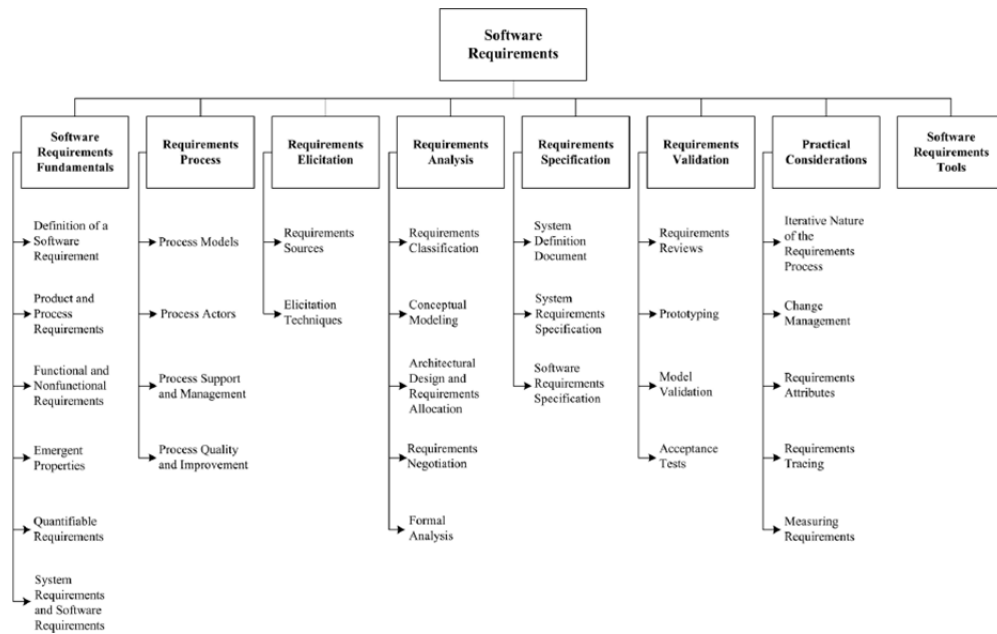 Software
Requirements
Software
Requirements
Fundamentals
Requirements
Process
Requirements
Elicitation
Requirements
Analysis
Requirements
Specification
Requirements
Validation
Practical
Considerations
Software
Requirements
Tools
Definition of a
Software
Requirement
Product and
Process
Requirements
Functional and
Nonfunctional
Requirements
Emergent
Properties
Quantifiable
Requirements
System
Requirements
and Software
Requirements
Process Models
Process Actors
Process Support
and Management
Process Quality
and Improvement
Requirements
Sources
Elicitation
Techniques
Requirements
Classification
Conceptual
Modeling
Architectural
Design and
Requirements
Allocation
Requirements
Negotiation
Formal
Analysis
System
Definition
Document
System
Requirements
Specification
Software
Requirements
Specification
Requirements
Reviews
Prototyping
Model
Validation
Acceptance
Tests
Iterative Nature
of the
Requirements
Process
Change
Management
Requirements
Attributes
Requirements
Tracing
Measuring
Requirements